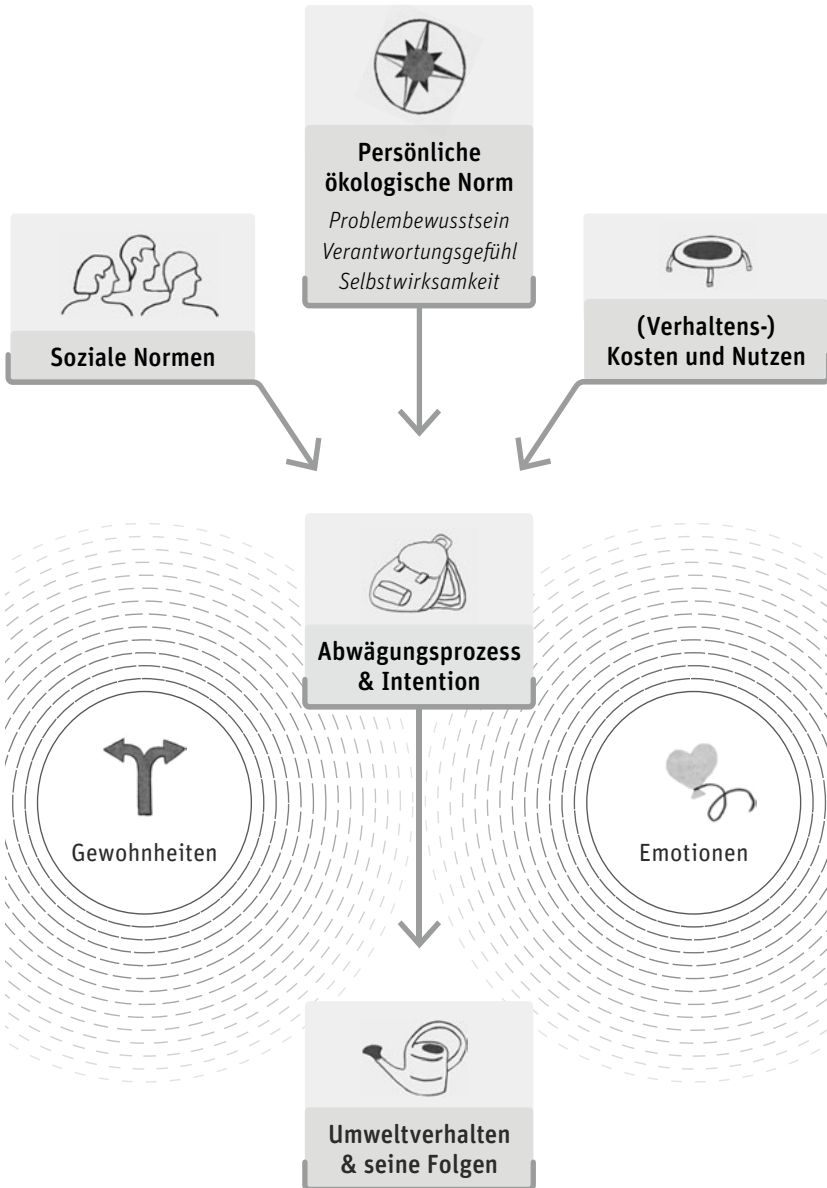 Persönliche
ökologische Norm
Problembewusstsein
Verantwortungsgefühl
Selbstwirksamkeit
Soziale Normen
(Verhaltens-)
Kosten und Nutzen
Abwägungsprozess
& Intention
Gewohnheiten
Emotionen
Umweltverhalten
& seine Folgen